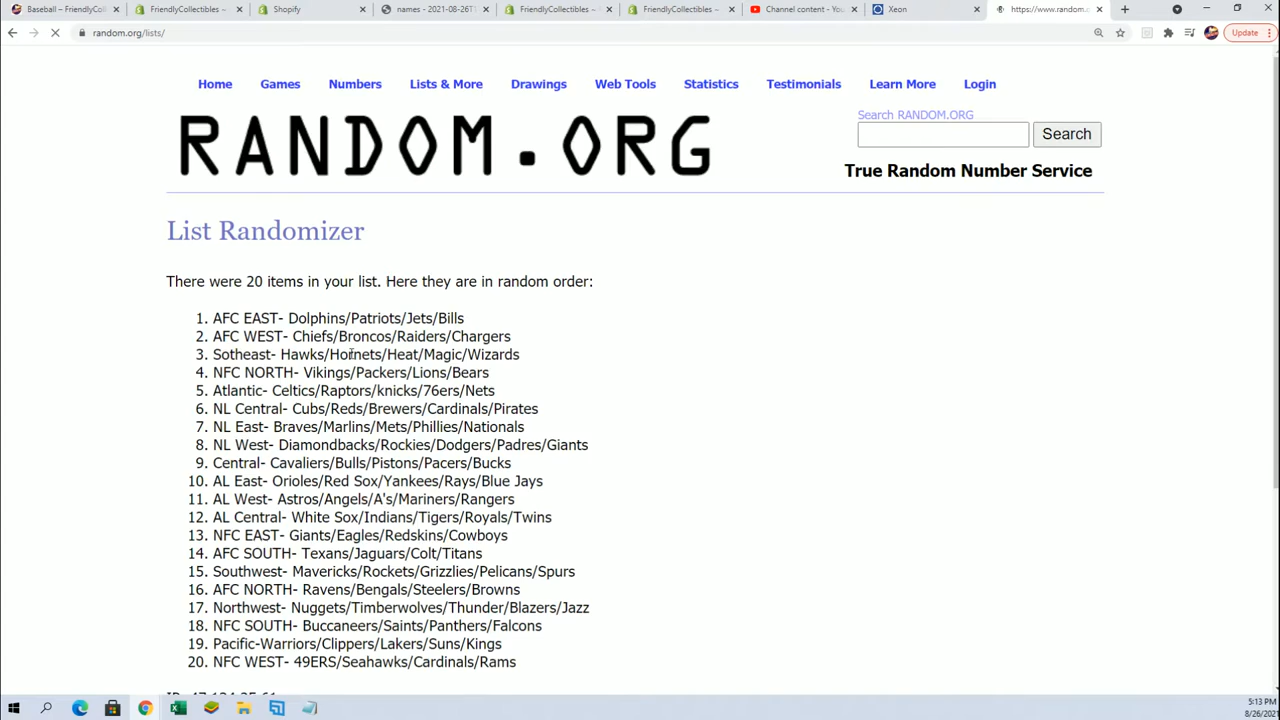 Baseball – FriendlyColl
FriendlyCollectibles –
Shopify
names - 2021-08-26T1
FriendlyCollectibles –
FriendlyCollectibles –
Channel content - You
Xeon
https://www.random.
random.org/lists/
Update
Home Games Numbers Lists & More Drawings Web Tools Statistics Testimonials Learn More Login
Search RANDOM.ORG
RANDOM.ORG
Search
True Random Number Service
List Randomizer
There were 20 items in your list. Here they are in random order:
1. AFC EAST- Dolphins/Patriots/Jets/Bills
2. AFC WEST- Chiefs/Broncos/Raiders/Chargers
3. Sotheast- Hawks/Hornets/Heat/Magic/Wizards
4. NFC NORTH- Vikings/Packers/Lions/Bears
5. Atlantic- Celtics/Raptors/knicks/76ers/Nets
6. NL Central- Cubs/Reds/Brewers/Cardinals/Pirates
7. NL East- Braves/Marlins/Mets/Phillies/Nationals
8. NL West- Diamondbacks/Rockies/Dodgers/Padres/Giants
9. Central- Cavaliers/Bulls/Pistons/Pacers/Bucks
10. AL East- Orioles/Red Sox/Yankees/Rays/Blue Jays
11. AL West- Astros/Angels/A's/Mariners/Rangers
12. AL Central- White Sox/Indians/Tigers/Royals/Twins
13. NFC EAST- Giants/Eagles/Redskins/Cowboys
14. AFC SOUTH- Texans/Jaguars/Colt/Titans
15. Southwest- Mavericks/Rockets/Grizzlies/Pelicans/Spurs
16. AFC NORTH- Ravens/Bengals/Steelers/Browns
17. Northwest- Nuggets/Timberwolves/Thunder/Blazers/Jazz
18. NFC SOUTH- Buccaneers/Saints/Panthers/Falcons
19. Pacific-Warriors/Clippers/Lakers/Suns/Kings
20. NFC WEST- 49ERS/Seahawks/Cardinals/Rams
5:13 PM
8/26/2021